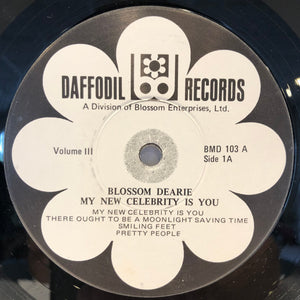 DAFFODIL RECORDS
A Division of Blossom Enterprises, Ltd.
Volume III
BMD 103 A
Side 1A
BLOSSOM DEARIE
MY NEW CELEBRITY IS YOU
MY NEW CELEBRITY IS YOU
THERE OUGHT TO BE A MOONLIGHT SAVING TIME
SMILING FEET
PRETTY PEOPLE